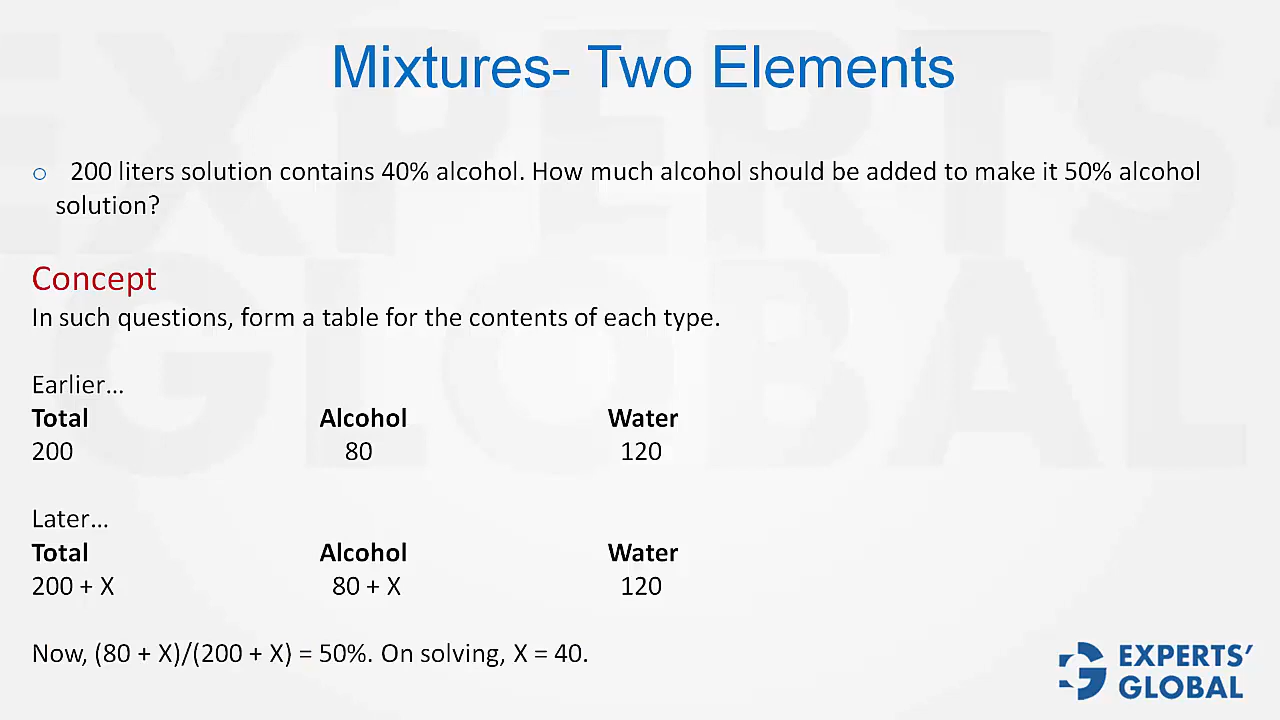 Mixtures- Two Elements
o 200 liters solution contains 40% alcohol. How much alcohol should be added to make it 50% alcohol
solution?
Concept
In such questions, form a table for the contents of each type.
Earlier...
Total Alcohol Water
200 80 120
Later...
Total Alcohol Water
200 + X 80 + X 120
Now, (80 + X)/(200 + X) = 50%. On solving, X = 40.
EXPERTS'
GLOBAL
EXPERTS'
GLOBAL